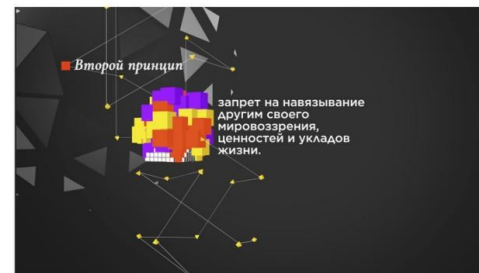 Второй принцип
запрет на навязывание
другим своего
мировоззрения,
ценностей и укладов
жизни.